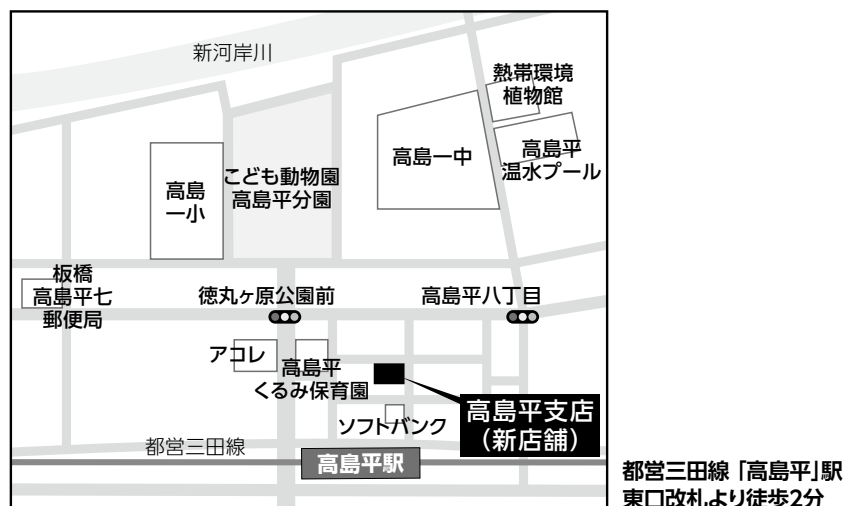 新河岸川
熱帯環境
植物館
高島一中
高島平
温水プール
こども動物園
高島平分園
高島
一小
板橋
高島平七
郵便局
徳丸ヶ原公園前
高島平八丁目
アコレ
高島平
くるみ保育園
高島平支店
（新店舗）
ソフトバンク
都営三田線
高島平駅
都営三田線「高島平」駅
東口改札より徒歩2分